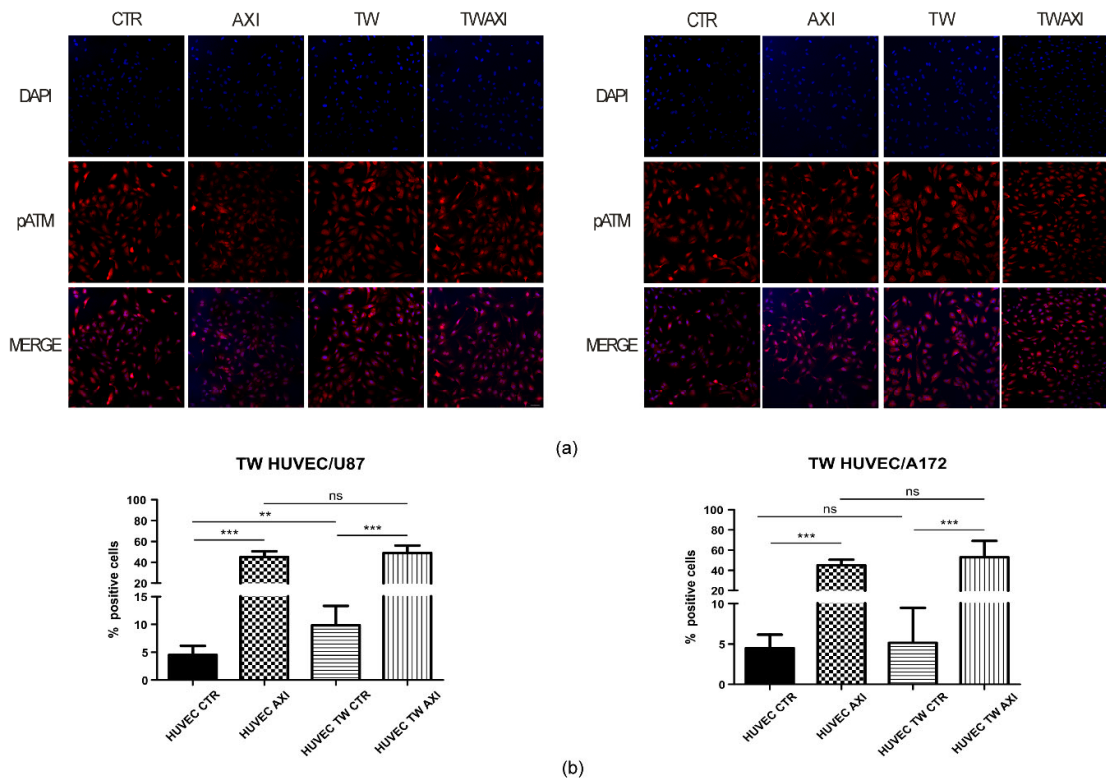 CTR AXI TW TWAXI CTR AXI TW TWAXI
DAPI DAPI
pATM pATM
MERGE MERGE
(a)
TW HUVEC/U87
% positive cells
100
80
60
40
20
15
10
5
0
ns
**
***
***
HUVEC CTR
HUVEC AXI
HUVEC TW CTR
HUVEC TW AXI
TW HUVEC/A172
% positive cells
100
80
60
40
20
10
5
0
ns
ns
***
***
HUVEC CTR
HUVEC AXI
HUVEC TW CTR
HUVEC TW AXI
(b)